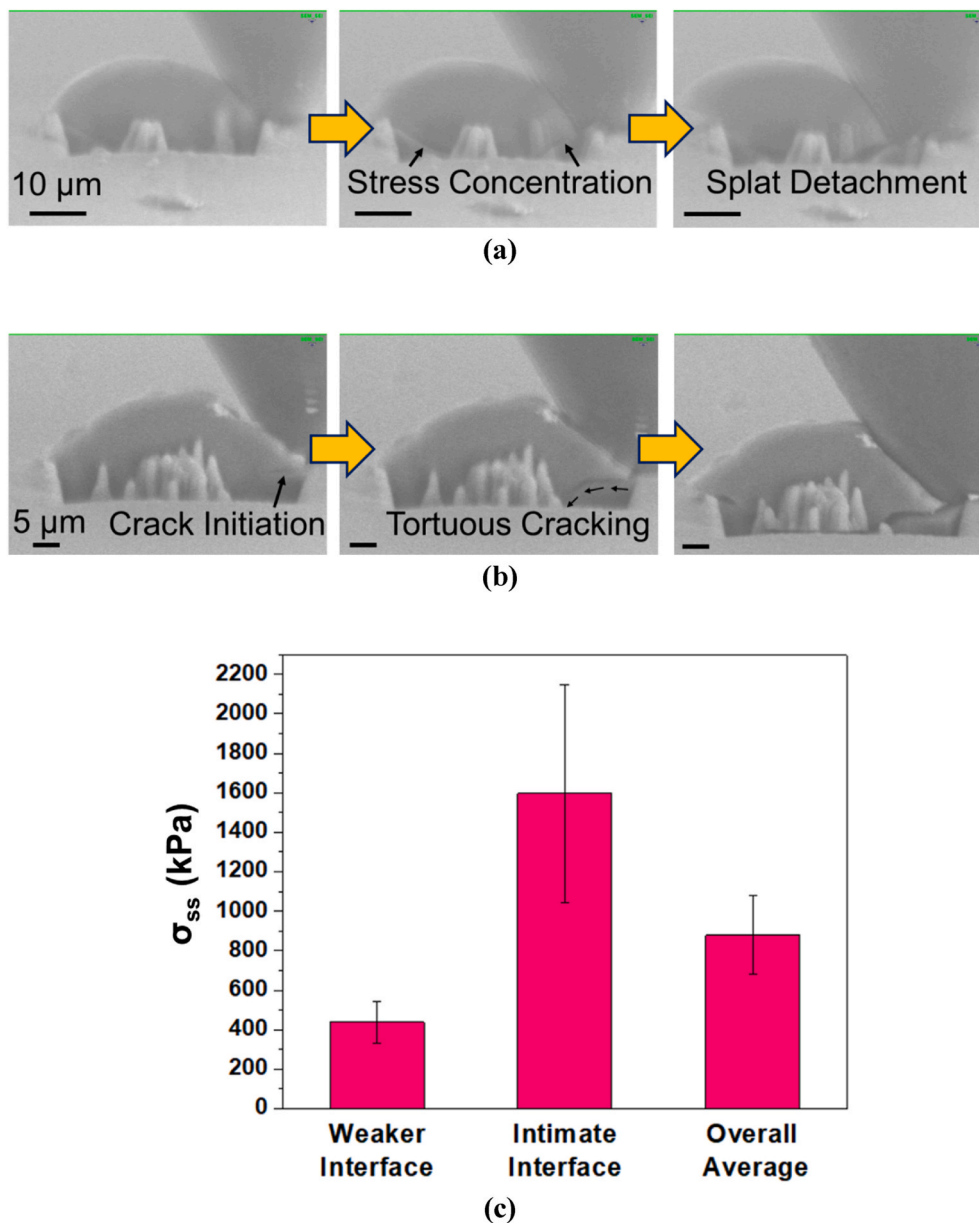 10 µm
Stress Concentration
Splat Detachment
(a)
5 µm
Crack Initiation
Tortuous Cracking
(b)
2200
2000
1800
1600
1400
1200
1000
800
600
400
200
0
σss (kPa)
Weaker Interface
Intimate Interface
Overall Average
(c)